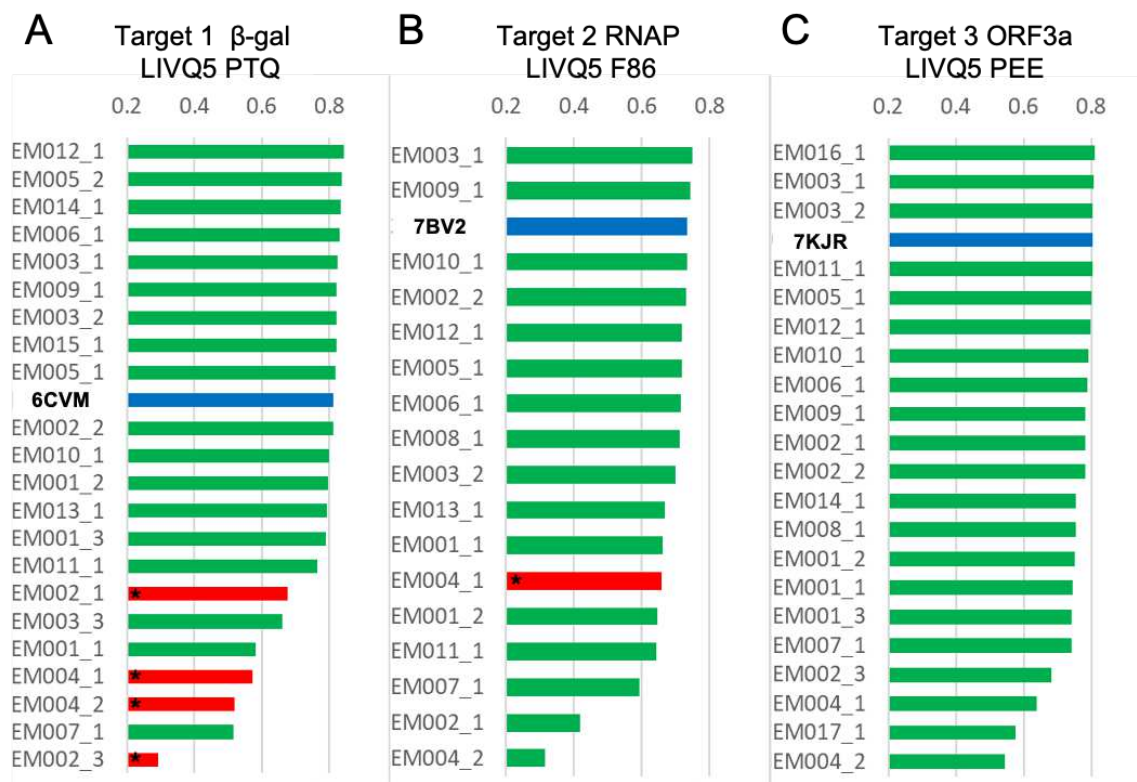 A
Target 1 β-gal
LIVQ5 PTQ
0.2 0.4 0.6 0.8
EM012_1
EM005_2
EM014_1
EM006_1
EM003_1
EM009_1
EM003_2
EM015_1
EM005_1
6CVM
EM002_2
EM010_1
EM001_2
EM013_1
EM001_3
EM011_1
EM002_1 *
EM003_3
EM001_1
EM004_1 *
EM004_2 *
EM007_1
EM002_3 *
B
Target 2 RNAP
LIVQ5 F86
0.2 0.4 0.6 0.8
EM003_1
EM009_1
7BV2
EM010_1
EM002_2
EM012_1
EM005_1
EM006_1
EM008_1
EM003_2
EM013_1
EM001_1
EM004_1 *
EM001_2
EM011_1
EM007_1
EM002_1
EM004_2
C
Target 3 ORF3a
LIVQ5 PEE
0.2 0.4 0.6 0.8
EM016_1
EM003_1
EM003_2
7KJR
EM011_1
EM005_1
EM012_1
EM010_1
EM006_1
EM009_1
EM002_1
EM002_2
EM014_1
EM008_1
EM001_2
EM001_1
EM001_3
EM007_1
EM002_3
EM004_1
EM017_1
EM004_2